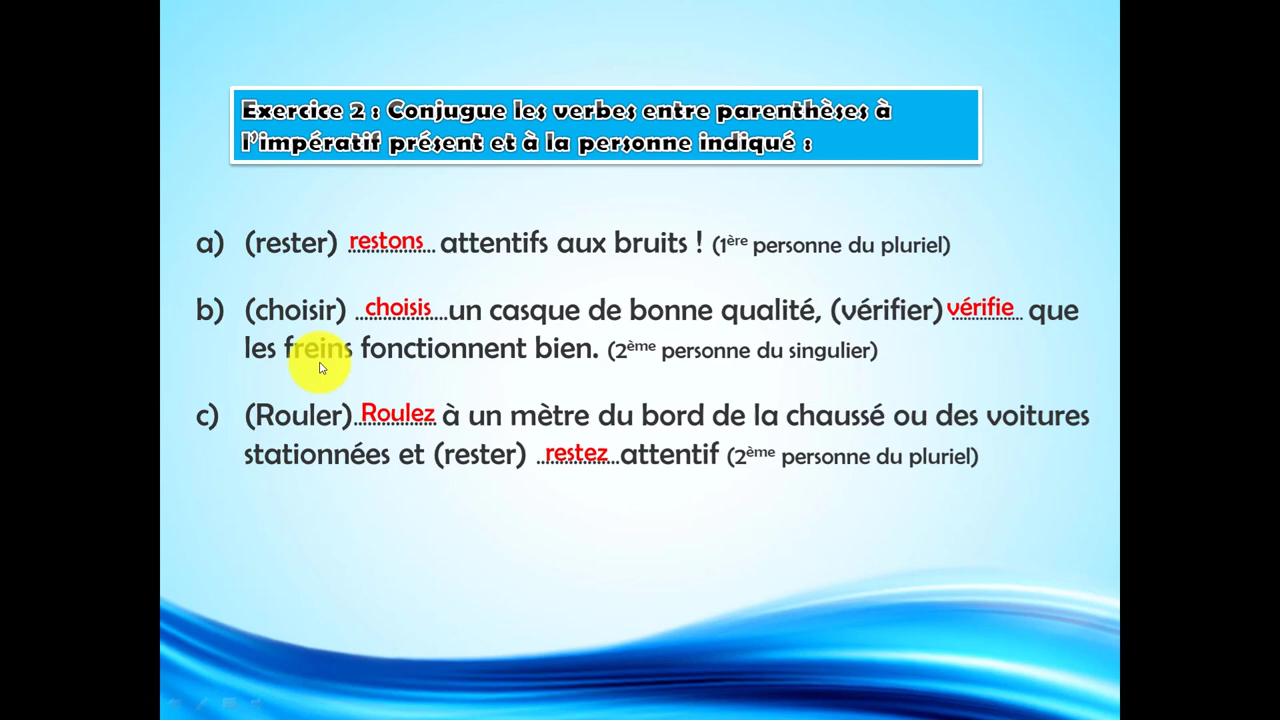 Exercice 2 : Conjugue les verbes entre parenthèses à
l'impératif présent et à la personne indiqué :
a) (rester) restons attentifs aux bruits ! (1ère personne du pluriel)
b) (choisir) choisis un casque de bonne qualité, (vérifier) vérifie que
les freins fonctionnent bien. (2ème personne du singulier)
c) (Rouler) Roulez à un mètre du bord de la chaussé ou des voitures
stationnées et (rester) restez attentif (2ème personne du pluriel)